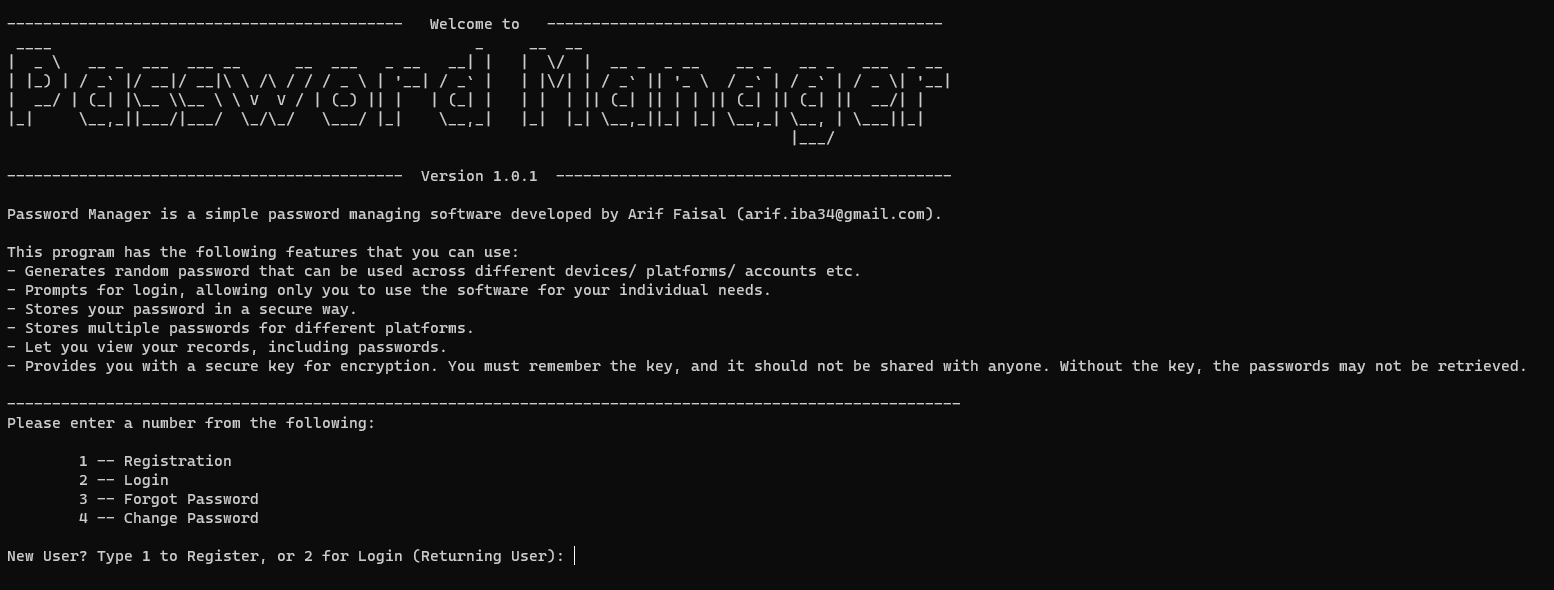 ------------------------------------------- Welcome to -------------------------------------------
Password Manager
-------------------------------------------- Version 1.0.1 --------------------------------------------
Password Manager is a simple password managing software developed by Arif Faisal (arif.iba34@gmail.com).
This program has the following features that you can use:
- Generates random password that can be used across different devices/ platforms/ accounts etc.
- Prompts for login, allowing only you to use the software for your individual needs.
- Stores your password in a secure way.
- Stores multiple passwords for different platforms.
- Let you view your records, including passwords.
- Provides you with a secure key for encryption. You must remember the key, and it should not be shared with anyone. Without the key, the passwords may not be retrieved.
----------------------------------------------------------------------------------------------------------
Please enter a number from the following:
1 -- Registration
2 -- Login
3 -- Forgot Password
4 -- Change Password
New User? Type 1 to Register, or 2 for Login (Returning User):